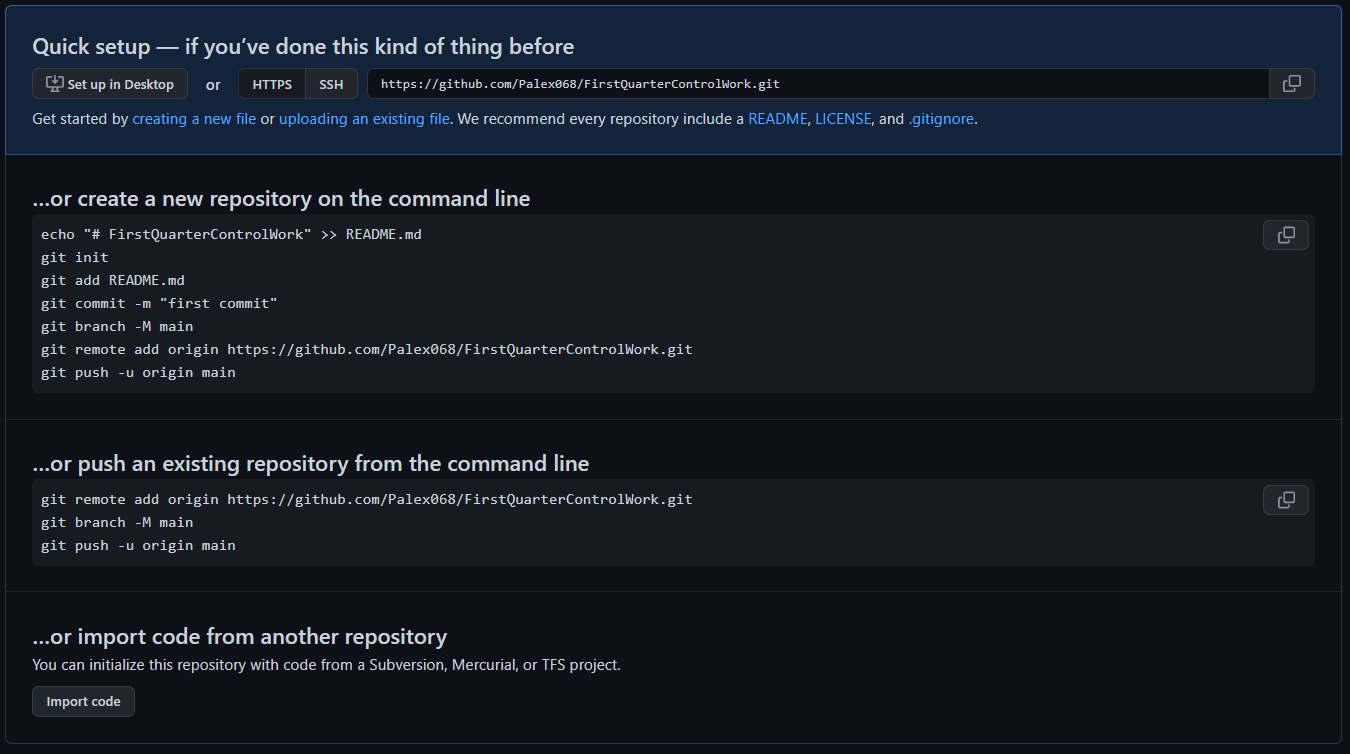 Quick setup — if you’ve done this kind of thing before
Set up in Desktop or HTTPS SSH https://github.com/Palex068/FirstQuarterControlWork.git
Get started by creating a new file or uploading an existing file. We recommend every repository include a README, LICENSE, and .gitignore.
…or create a new repository on the command line
echo "# FirstQuarterControlWork" >> README.md
git init
git add README.md
git commit -m "first commit"
git branch -M main
git remote add origin https://github.com/Palex068/FirstQuarterControlWork.git
git push -u origin main
…or push an existing repository from the command line
git remote add origin https://github.com/Palex068/FirstQuarterControlWork.git
git branch -M main
git push -u origin main
…or import code from another repository
You can initialize this repository with code from a Subversion, Mercurial, or TFS project.
Import code